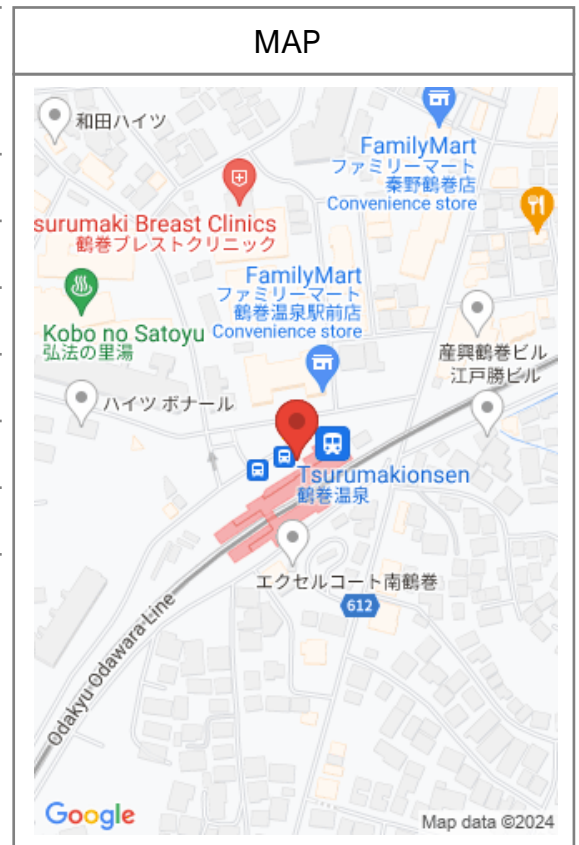 MAP
和田ハイツ
FamilyMart
ファミリーマート
秦野鶴巻店
Convenience store
surumaki Breast Clinics
鶴巻ブレストクリニック
FamilyMart
ファミリーマート
鶴巻温泉駅前店
Convenience store
Kobo no Satoyu
弘法の里湯
産興鶴巻ビル
江戸勝ビル
ハイツ ボナール
Tsurumakionsen
鶴巻温泉
エクセルコート南鶴巻
612
Odakyu Odawara Line
Google
Map data ©2024